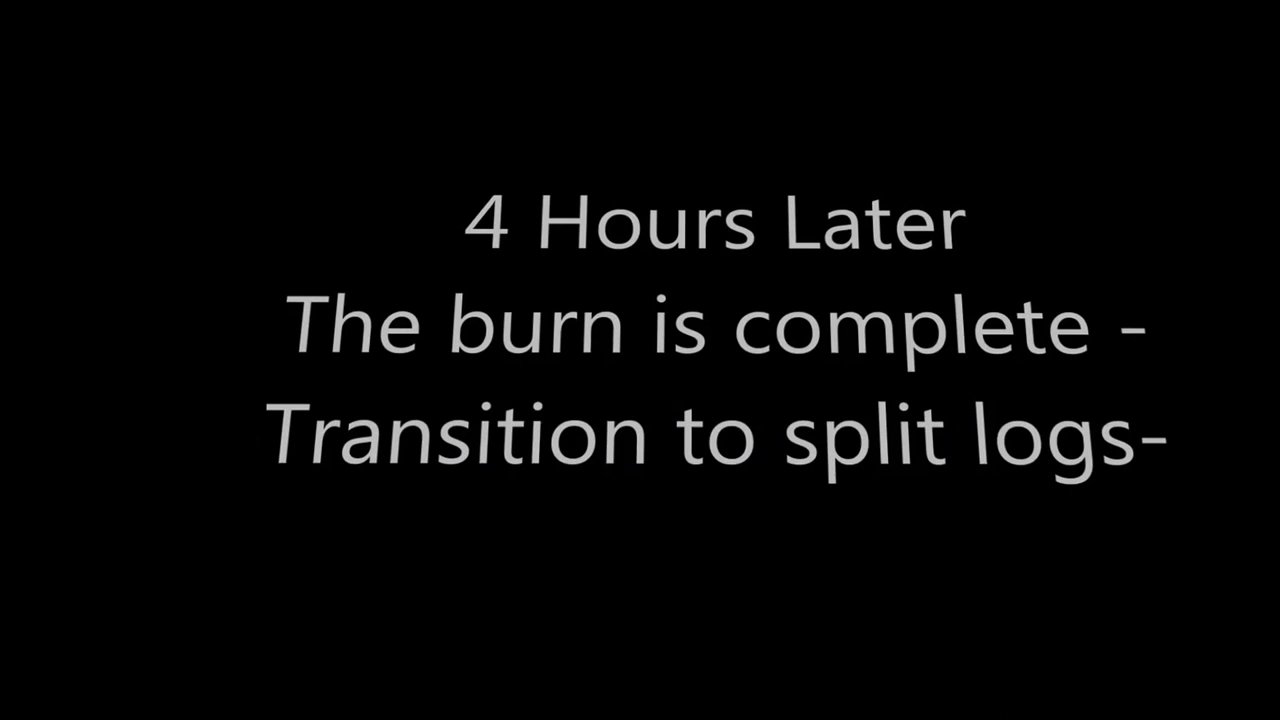 4 Hours Later
The burn is complete -
Transition to split logs-